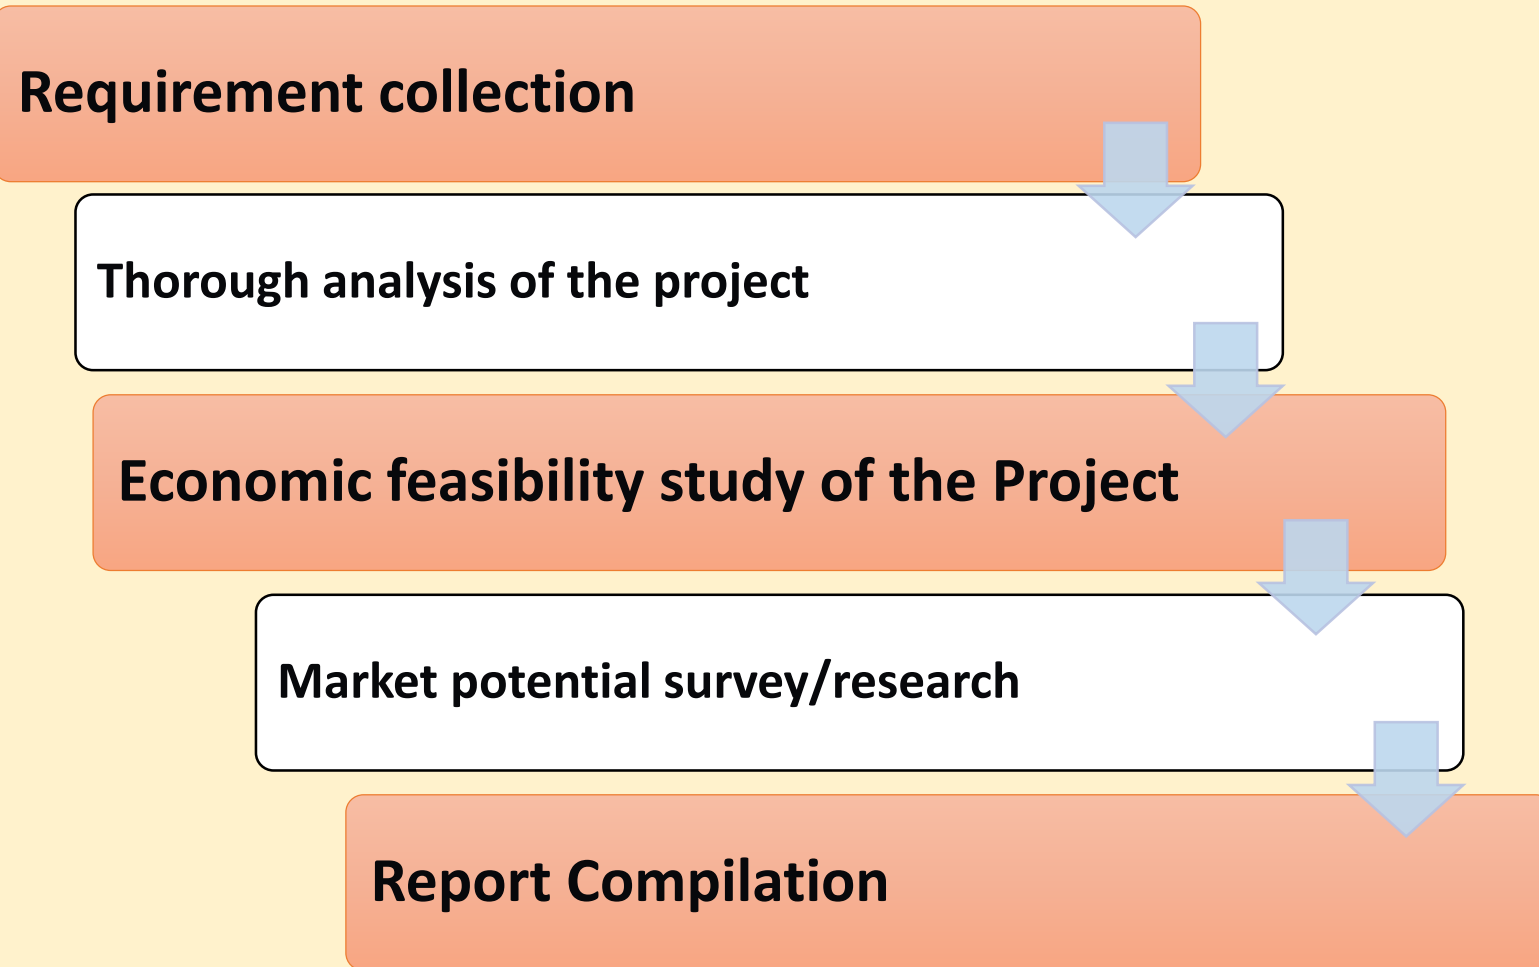 Requirement collection
Thorough analysis of the project
Economic feasibility study of the Project
Market potential survey/research
Report Compilation